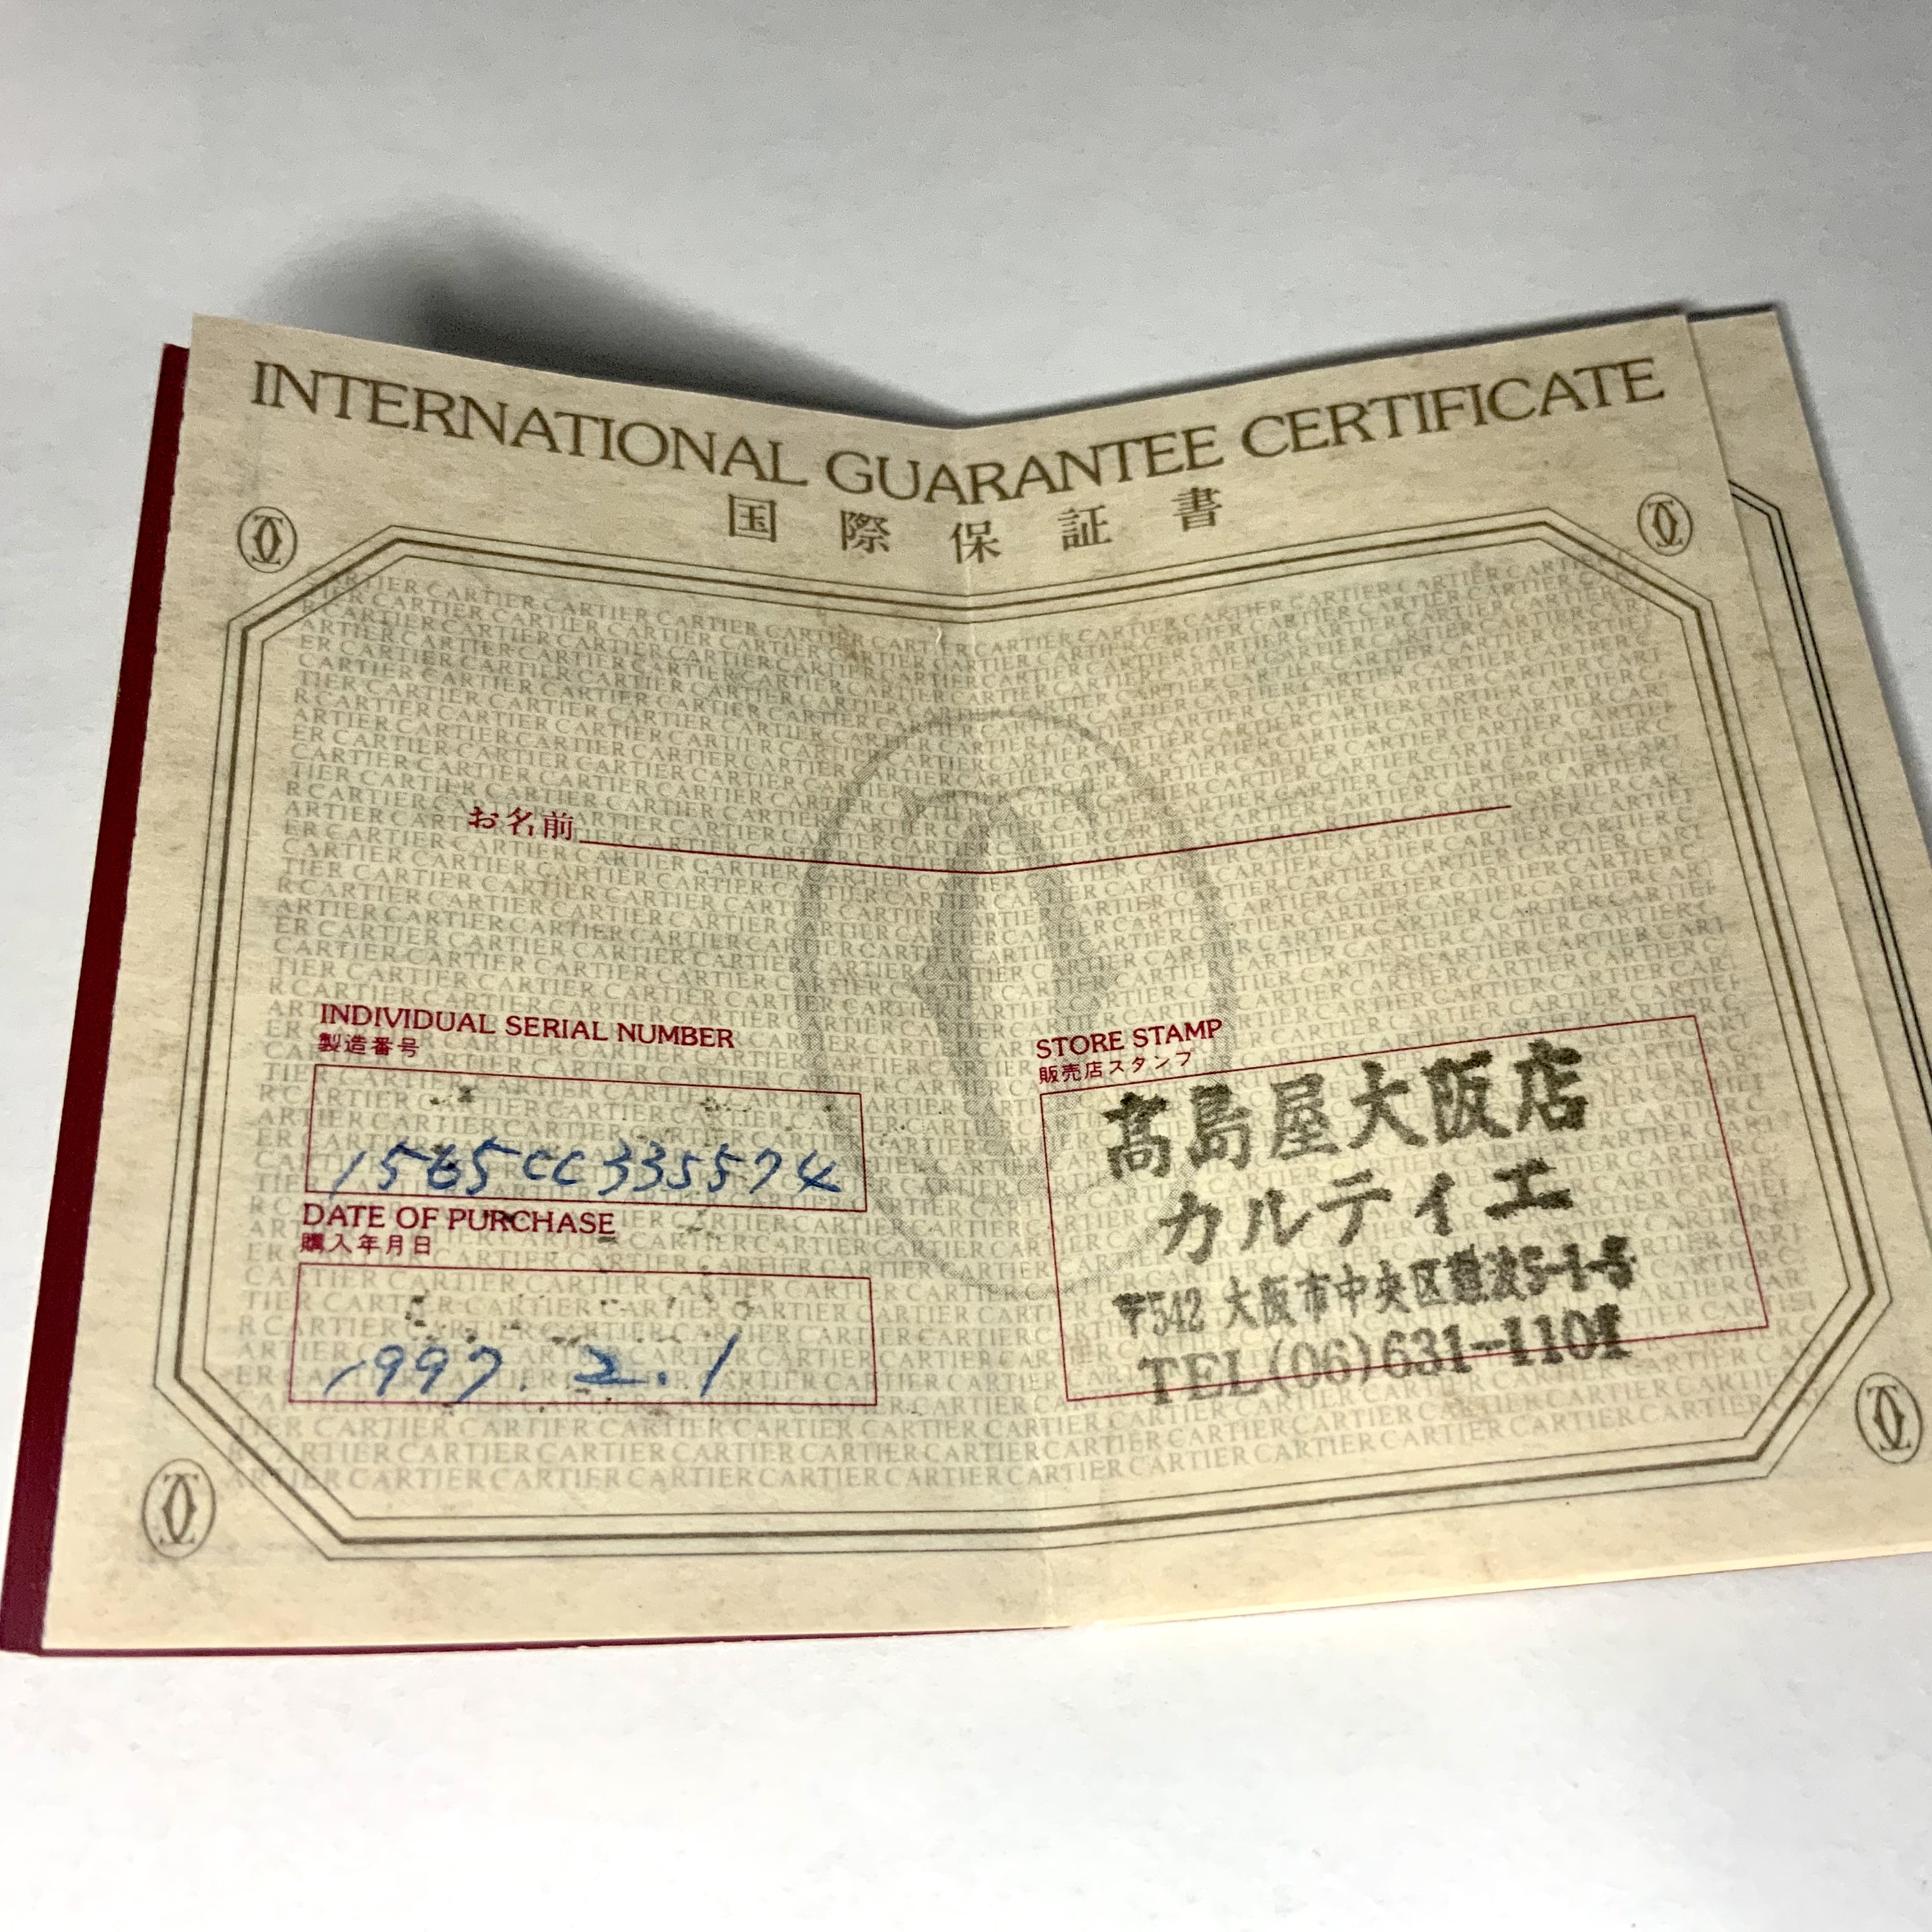 INTERNATIONAL GUARANTEE CERTIFICATE
国際保証書
お名前
INDIVIDUAL SERIAL NUMBER
製造番号
1565CC335574
DATE OF PURCHASE
購入年月日
1997.2.1
STORE STAMP
販売店スタンプ
髙島屋大阪店
カルティエ
〒542 大阪市中央区難波5-1-5
TEL(06)631-1101